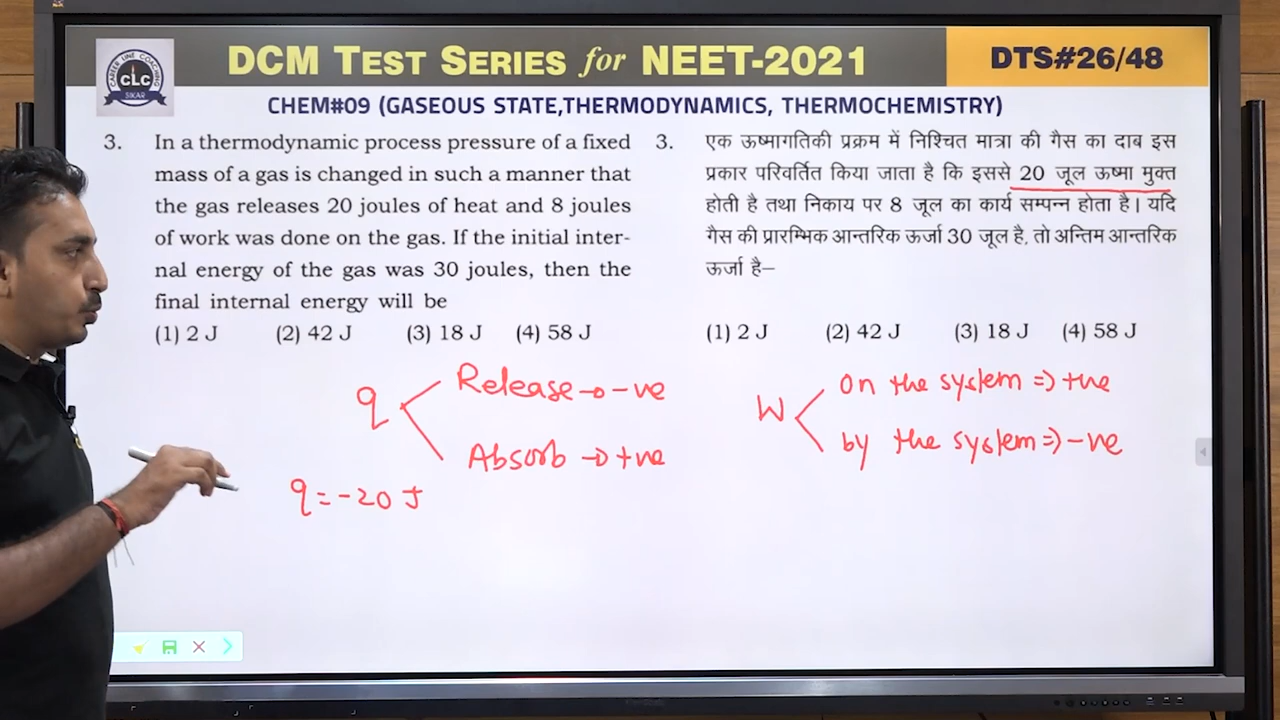 DCM TEST SERIES for NEET-2021
DTS#26/48
CAREER LINE COACHING
CLC
SIKAR
CHEM#09 (GASEOUS STATE,THERMODYNAMICS, THERMOCHEMISTRY)
3. In a thermodynamic process pressure of a fixed
mass of a gas is changed in such a manner that
the gas releases 20 joules of heat and 8 joules
of work was done on the gas. If the initial inter-
nal energy of the gas was 30 joules, then the
final internal energy will be
(1) 2 J (2) 42 J (3) 18 J (4) 58 J
3. एक ऊष्मागतिकी प्रक्रम में निश्चित मात्रा की गैस का दाब इस
प्रकार परिवर्तित किया जाता है कि इससे 20 जूल ऊष्मा मुक्त
होती है तथा निकाय पर 8 जूल का कार्य सम्पन्न होता है। यदि
गैस की प्रारम्भिक आन्तरिक ऊर्जा 30 जूल है, तो अन्तिम आन्तरिक
ऊर्जा है–
(1) 2 J (2) 42 J (3) 18 J (4) 58 J
q Release → -ve
Absorb → +ve
q = -20 J
W On the system ⇒ +ve
by the system ⇒ -ve